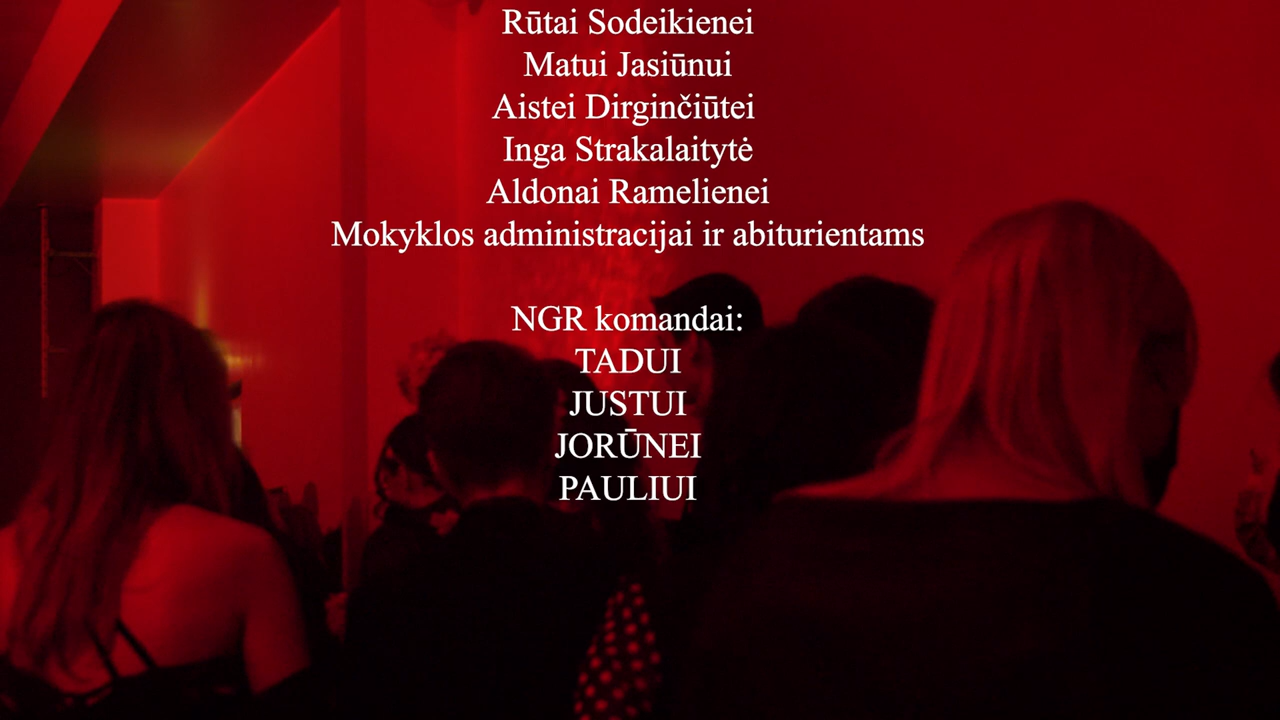 Rūtai Sodeikienei
Matui Jasiūnui
Aistei Dirginčiūtei
Inga Strakalaitytė
Aldonai Ramelienei
Mokyklos administracijai ir abiturientams
NGR komandai:
TADUI
JUSTUI
JORŪNEI
PAULIUI